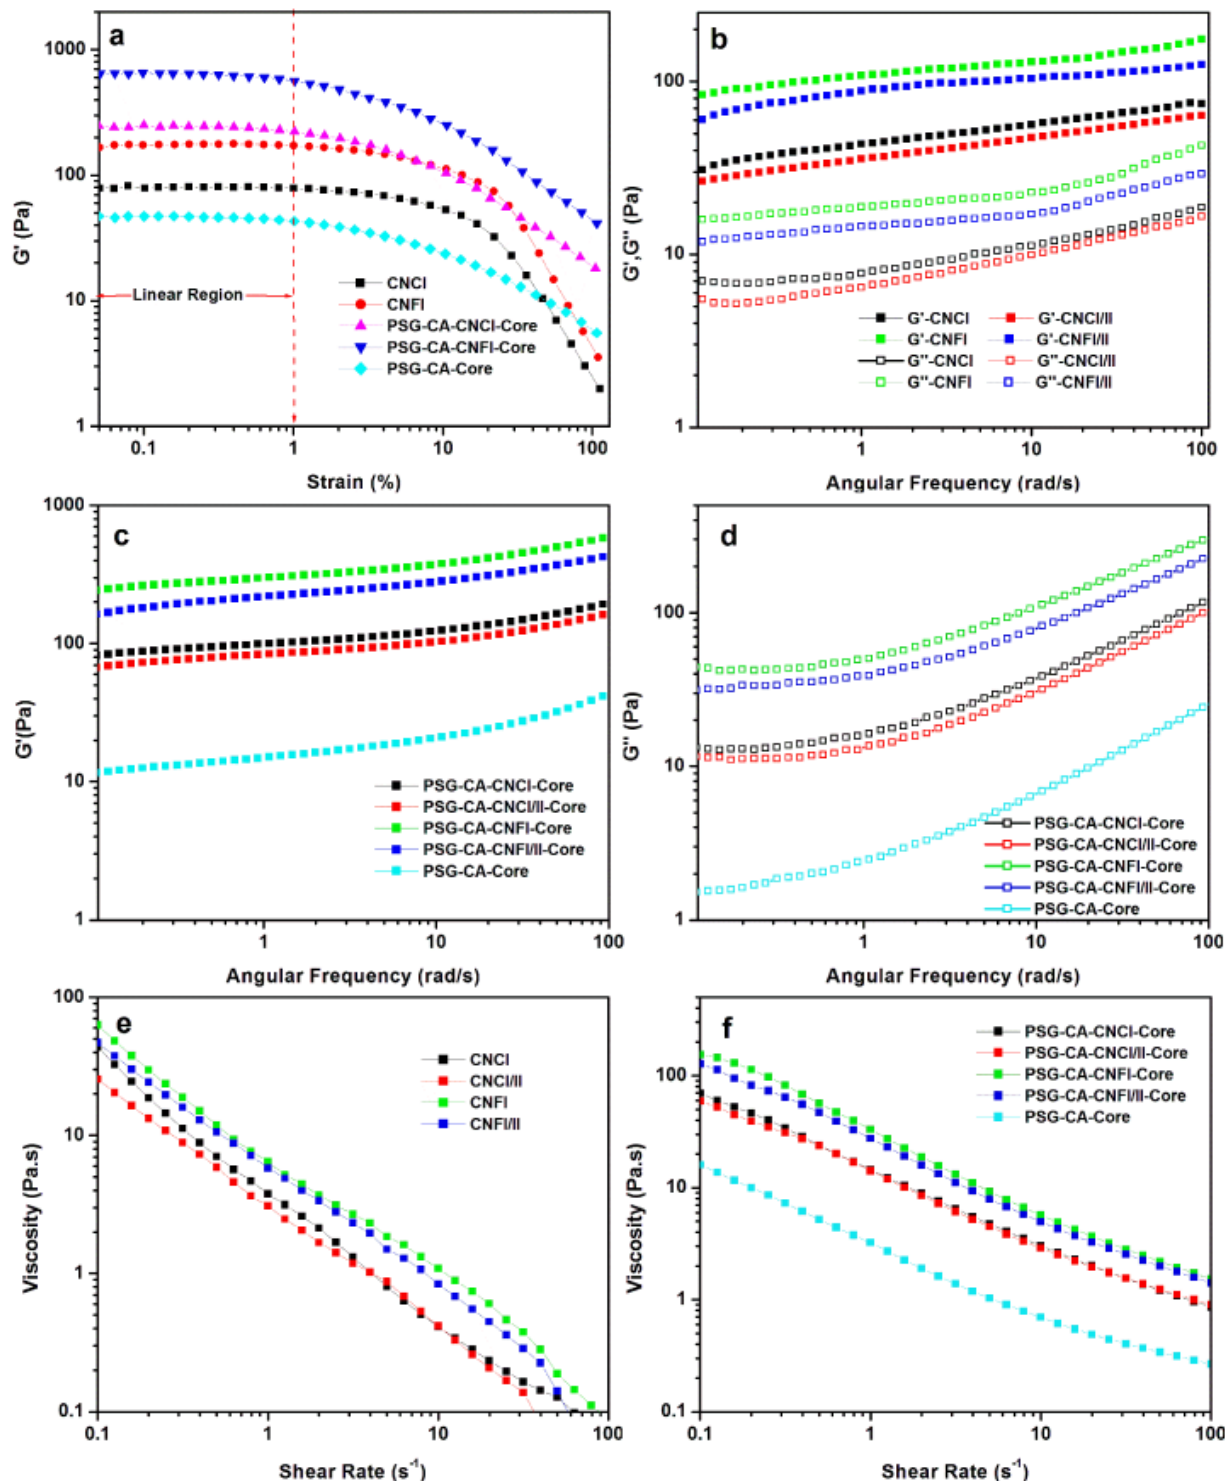 a
1000
100
10
1
G' (Pa)
Linear Region
CNCI
CNFI
PSG-CA-CNCI-Core
PSG-CA-CNFI-Core
PSG-CA-Core
0.1
1
10
100
Strain (%)
b
100
10
1
G',G'' (Pa)
G'-CNCI
G'-CNCI/II
G'-CNFI
G'-CNFI/II
G''-CNCI
G''-CNCI/II
G''-CNFI
G''-CNFI/II
1
10
100
Angular Frequency (rad/s)
c
1000
100
10
1
G'(Pa)
PSG-CA-CNCI-Core
PSG-CA-CNCI/II-Core
PSG-CA-CNFI-Core
PSG-CA-CNFI/II-Core
PSG-CA-Core
1
10
100
Angular Frequency (rad/s)
d
100
10
1
G'' (Pa)
PSG-CA-CNCI-Core
PSG-CA-CNCI/II-Core
PSG-CA-CNFI-Core
PSG-CA-CNFI/II-Core
PSG-CA-Core
1
10
100
Angular Frequency (rad/s)
e
100
10
1
0.1
Viscosity (Pa.s)
CNCI
CNCI/II
CNFI
CNFI/II
0.1
1
10
100
Shear Rate (s⁻¹)
f
100
10
1
0.1
Viscosity (Pa.s)
PSG-CA-CNCI-Core
PSG-CA-CNCI/II-Core
PSG-CA-CNFI-Core
PSG-CA-CNFI/II-Core
PSG-CA-Core
0.1
1
10
100
Shear Rate (s⁻¹)